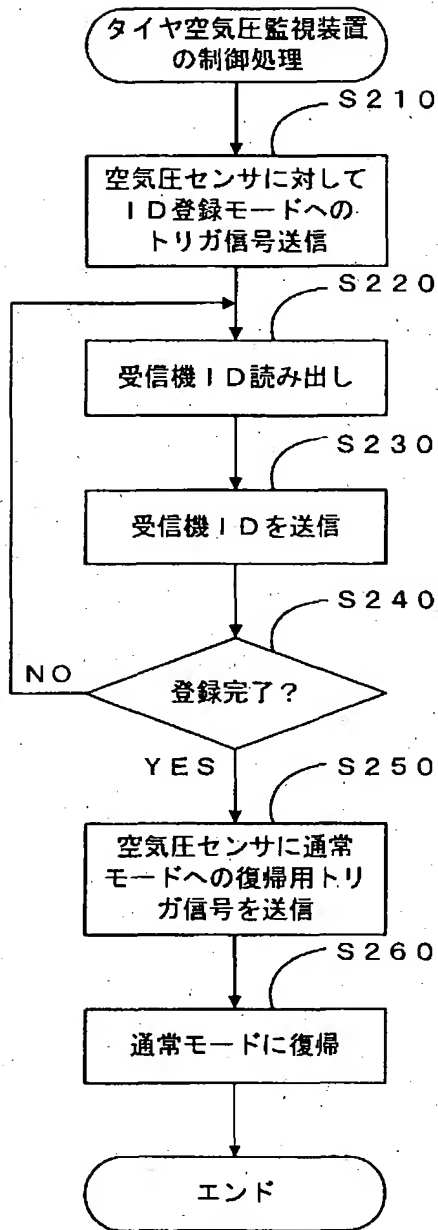 タイヤ空気圧監視装置
の制御処理
S210
空気圧センサに対して
ID登録モードへの
トリガ信号送信
S220
受信機ID読み出し
S230
受信機IDを送信
S240
登録完了?
NO
YES
S250
空気圧センサに通常
モードへの復帰用トリ
ガ信号を送信
S260
通常モードに復帰
エンド